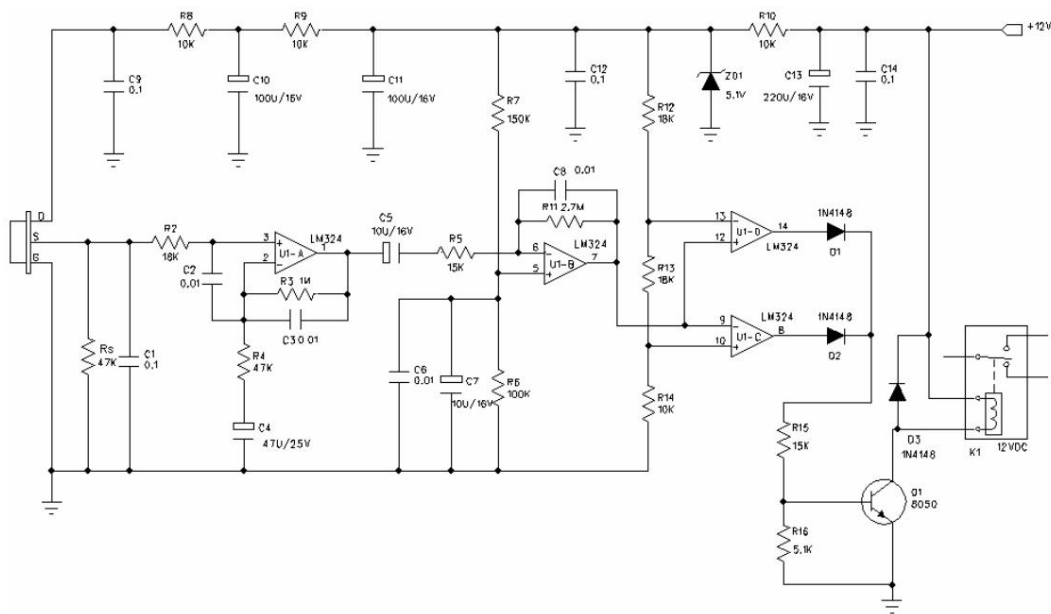 R8
10K
R9
10K
R10
10K
+12V
C9
0.1
C10
100U/16V
C11
100U/16V
C12
0.1
ZD1
5.1V
C13
220U/16V
C14
0.1
R7
150K
R12
18K
C8 0.01
R11 2.7M
D
S
G
R2
18K
C2
0.01
3
2
1
U1-A
LM324
R3 1M
C3 0.01
C5
10U/16V
R5
15K
6
5
7
U1-B
LM324
13
12
14
U1-D
LM324
1N4148
D1
R13
18K
9
10
8
U1-C
LM324
1N4148
D2
Rs
47K
C1
0.1
R4
47K
C4
47U/25V
C6
0.01
C7
10U/16V
R6
100K
R14
10K
R15
15K
R16
5.1K
D3
1N4148
K1
12VDC
Q1
8050